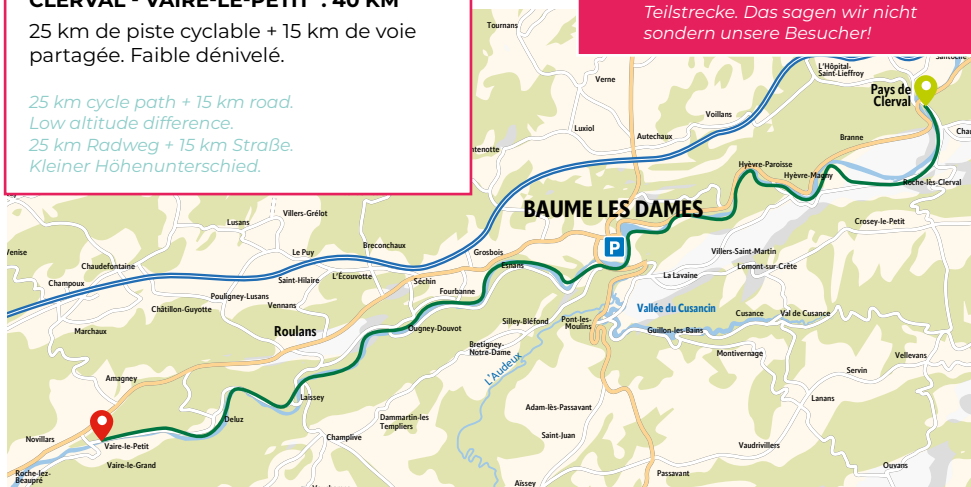 CLERVAL - VAIRE-LE-PETIT : 40 KM
25 km de piste cyclable + 15 km de voie
partagée. Faible dénivelé.
25 km cycle path + 15 km road.
Low altitude difference.
25 km Radweg + 15 km Straße.
Kleiner Höhenunterschied.
Teilstrecke. Das sagen wir nicht
sondern unsere Besucher!
Tournans
Verne
Luxiol
Autechaux
Voillans
L'Hôpital-
Saint-Lieffroy
Pays de
Clerval
Branne
Hyèvre-Paroisse
Hyèvre-Magny
Roche-lès-Clerval
Crosey-le-Petit
BAUME LES DAMES
P
Villers-Grélot
Lusans
Le Puy
Breconchaux
Grosbois
Esnans
Villers-Saint-Martin
Lomont-sur-Crête
La Lavaine
Chaudefontaine
Champoux
Saint-Hilaire
L'Écouvotte
Séchin
Fourbanne
Pouligney-Lusans
Vennans
Châtillon-Guyotte
Vallée du Cusancin
Cusance
Val de Cusance
Marchaux
Roulans
Ougney-Douvot
Silley-Bléfond
Pont-les-
Moulins
Guillon-les-Bains
Bretigney-
Notre-Dame
L'Audeux
Montivernage
Vellevans
Servin
Amagney
Laissey
Lanans
Deluz
Dammartin-les
Templiers
Adam-lès-Passavant
Novillars
Vaire-le-Petit
Champlive
Saint-Juan
Vaudrivillers
Vaire-le-Grand
Roche-lez-
Beaupré
Aïssey
Passavant
Ouvans